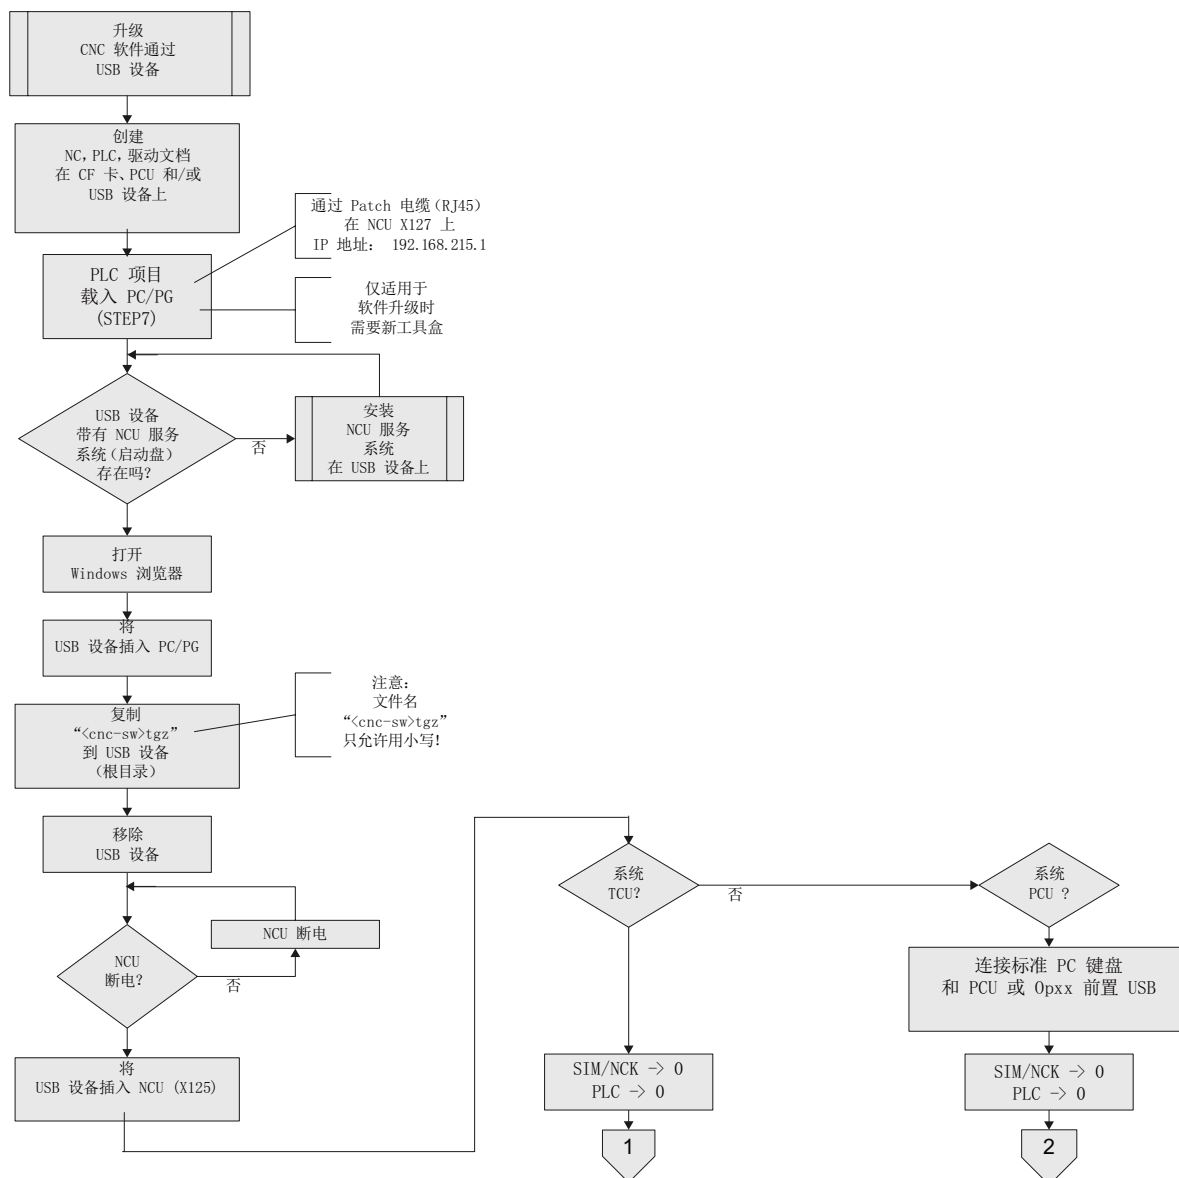 升级
CNC 软件通过
USB 设备
创建
NC, PLC, 驱动文档
在 CF 卡、PCU 和/或
USB 设备上
通过 Patch 电缆(RJ45)
在 NCU X127 上
IP 地址: 192.168.215.1
PLC 项目
载入 PC/PG
(STEP7)
仅适用于
软件升级时
需要新工具盒
USB 设备
带有 NCU 服务
系统(启动盘)
存在吗?
否
安装
NCU 服务
系统
在 USB 设备上
打开
Windows 浏览器
将
USB 设备插入 PC/PG
复制
“<cnc-sw>tgz”
到 USB 设备
(根目录)
注意:
文件名
“<cnc-sw>tgz”
只允许用小写!
移除
USB 设备
NCU 断电
NCU
断电?
否
将
USB 设备插入 NCU (X125)
系统
TCU?
否
系统
PCU ?
连接标准 PC 键盘
和 PCU 或 Opxx 前置 USB
SIM/NCK -> 0
PLC -> 0
SIM/NCK -> 0
PLC -> 0
1
2